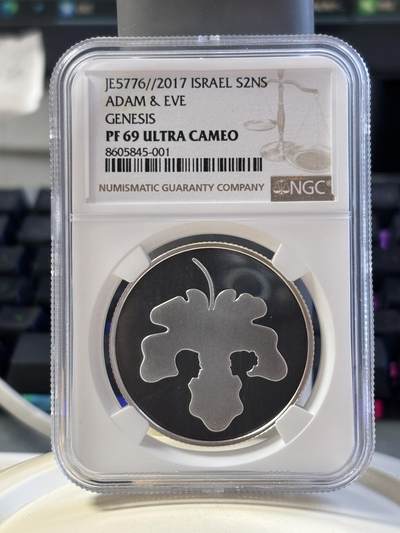 JE5776//2017 ISRAEL S2NS
ADAM & EVE
GENESIS
PF 69 ULTRA CAMEO
8605845-001
NUMISMATIC GUARANTY COMPANY NGC